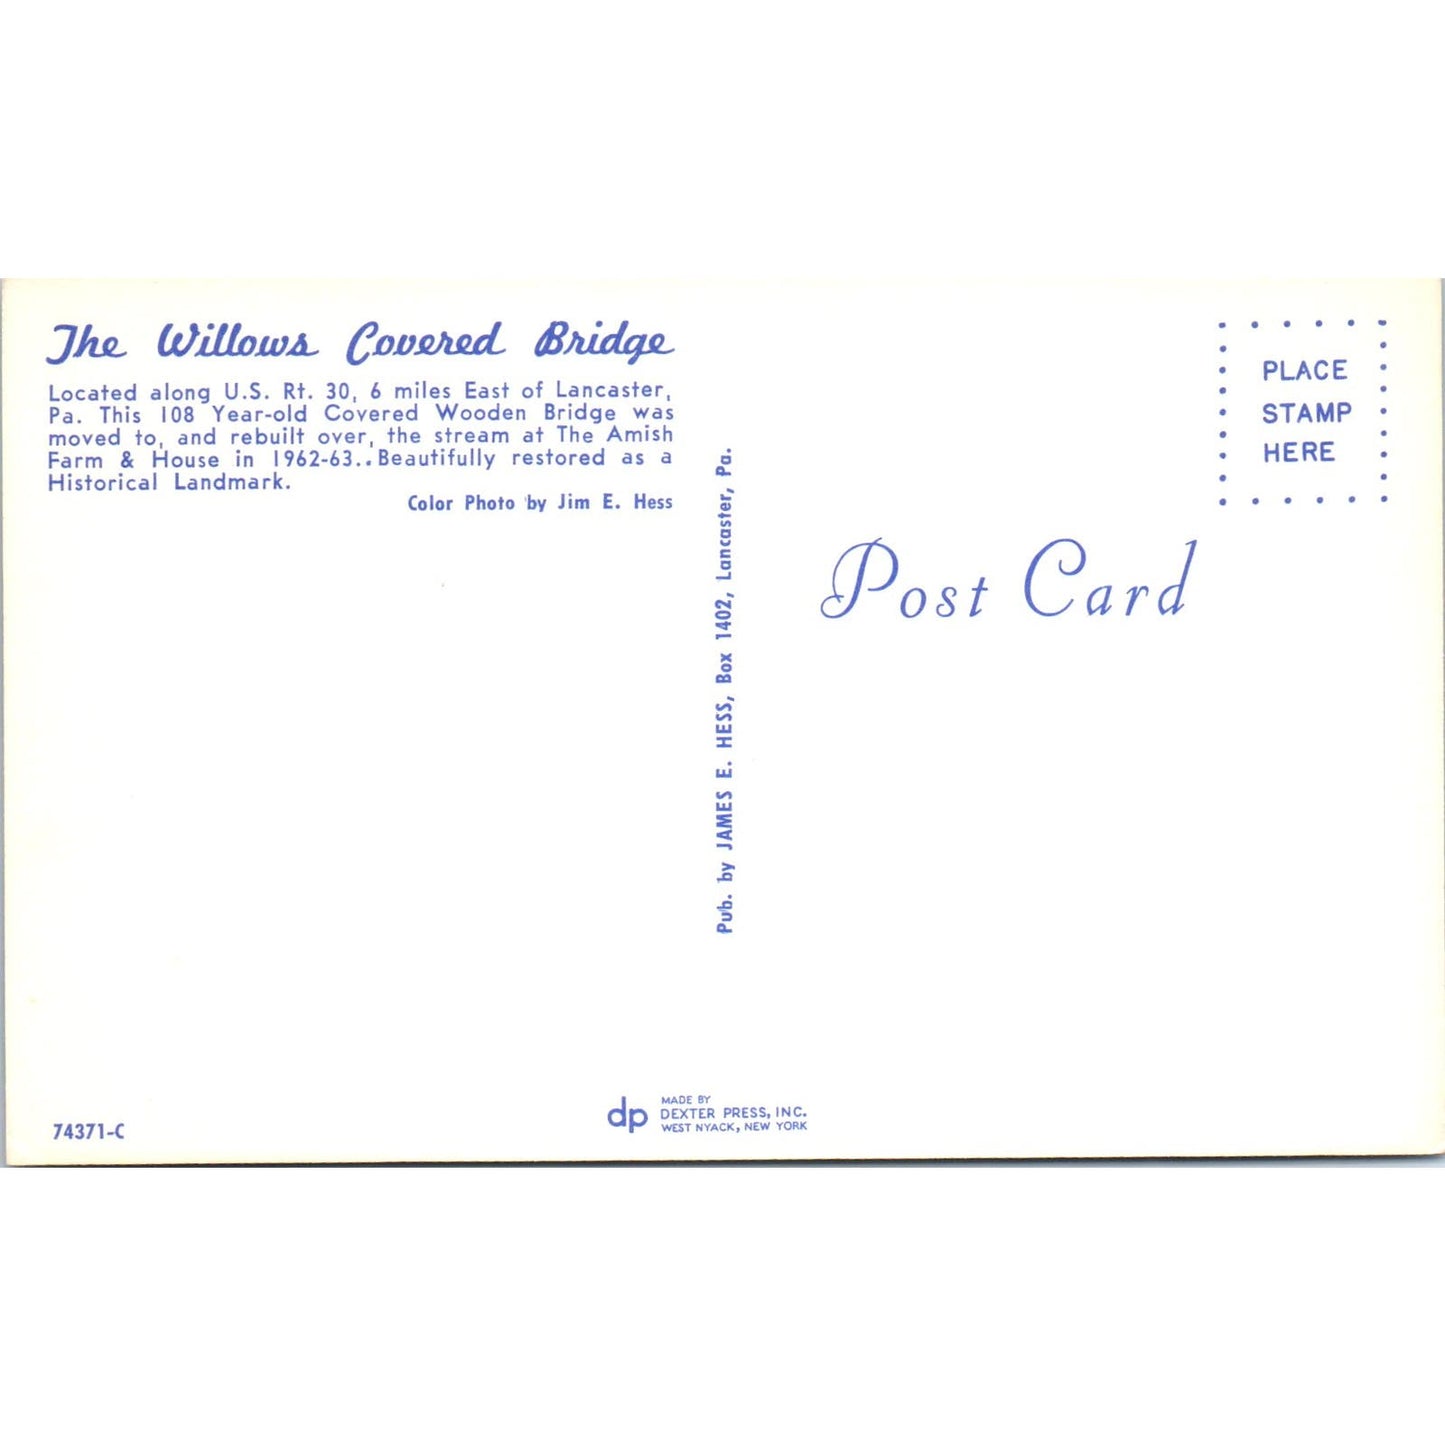 The Willows Covered Bridge
Located along U.S. Rt. 30, 6 miles East of Lancaster,
Pa. This 108 Year-old Covered Wooden Bridge was
moved to, and rebuilt over, the stream at The Amish
Farm & House in 1962-63..Beautifully restored as a
Historical Landmark.
Color Photo by Jim E. Hess
Pub. by JAMES E. HESS, Box 1402, Lancaster, Pa.
PLACE
STAMP
HERE
Post Card
74371-C
dp
MADE BY
DEXTER PRESS, INC.
WEST NYACK, NEW YORK